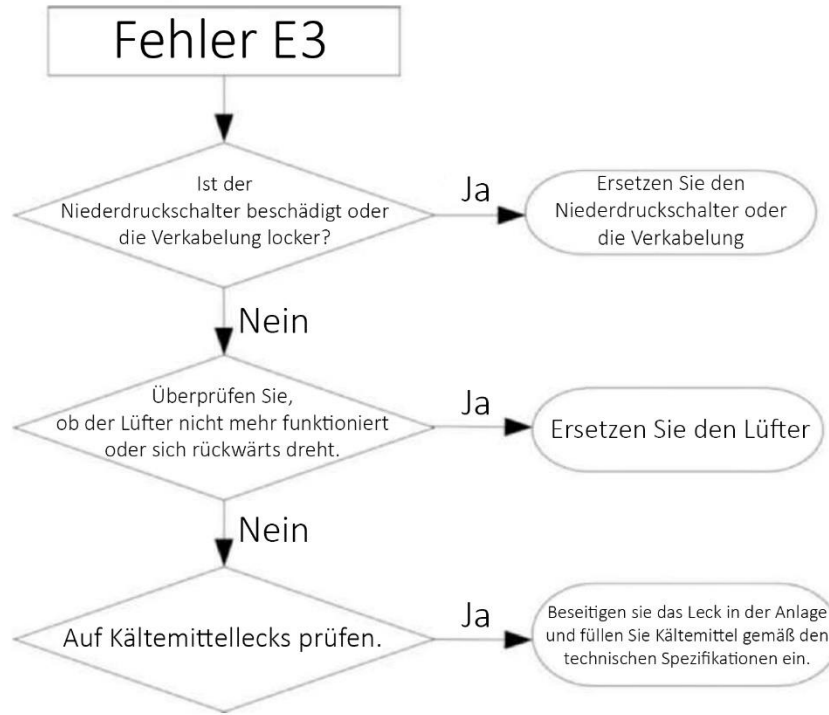 Fehler E3
Ist der
Niederdruckschalter beschädigt oder
die Verkabelung locker?
Ja
Ersetzen Sie den
Niederdruckschalter oder
die Verkabelung
Nein
Überprüfen Sie,
ob der Lüfter nicht mehr funktioniert
oder sich rückwärts dreht.
Ja
Ersetzen Sie den Lüfter
Nein
Auf Kältemittellecks prüfen.
Ja
Beseitigen sie das Leck in der Anlage
und füllen Sie Kältemittel gemäß den
technischen Spezifikationen ein.